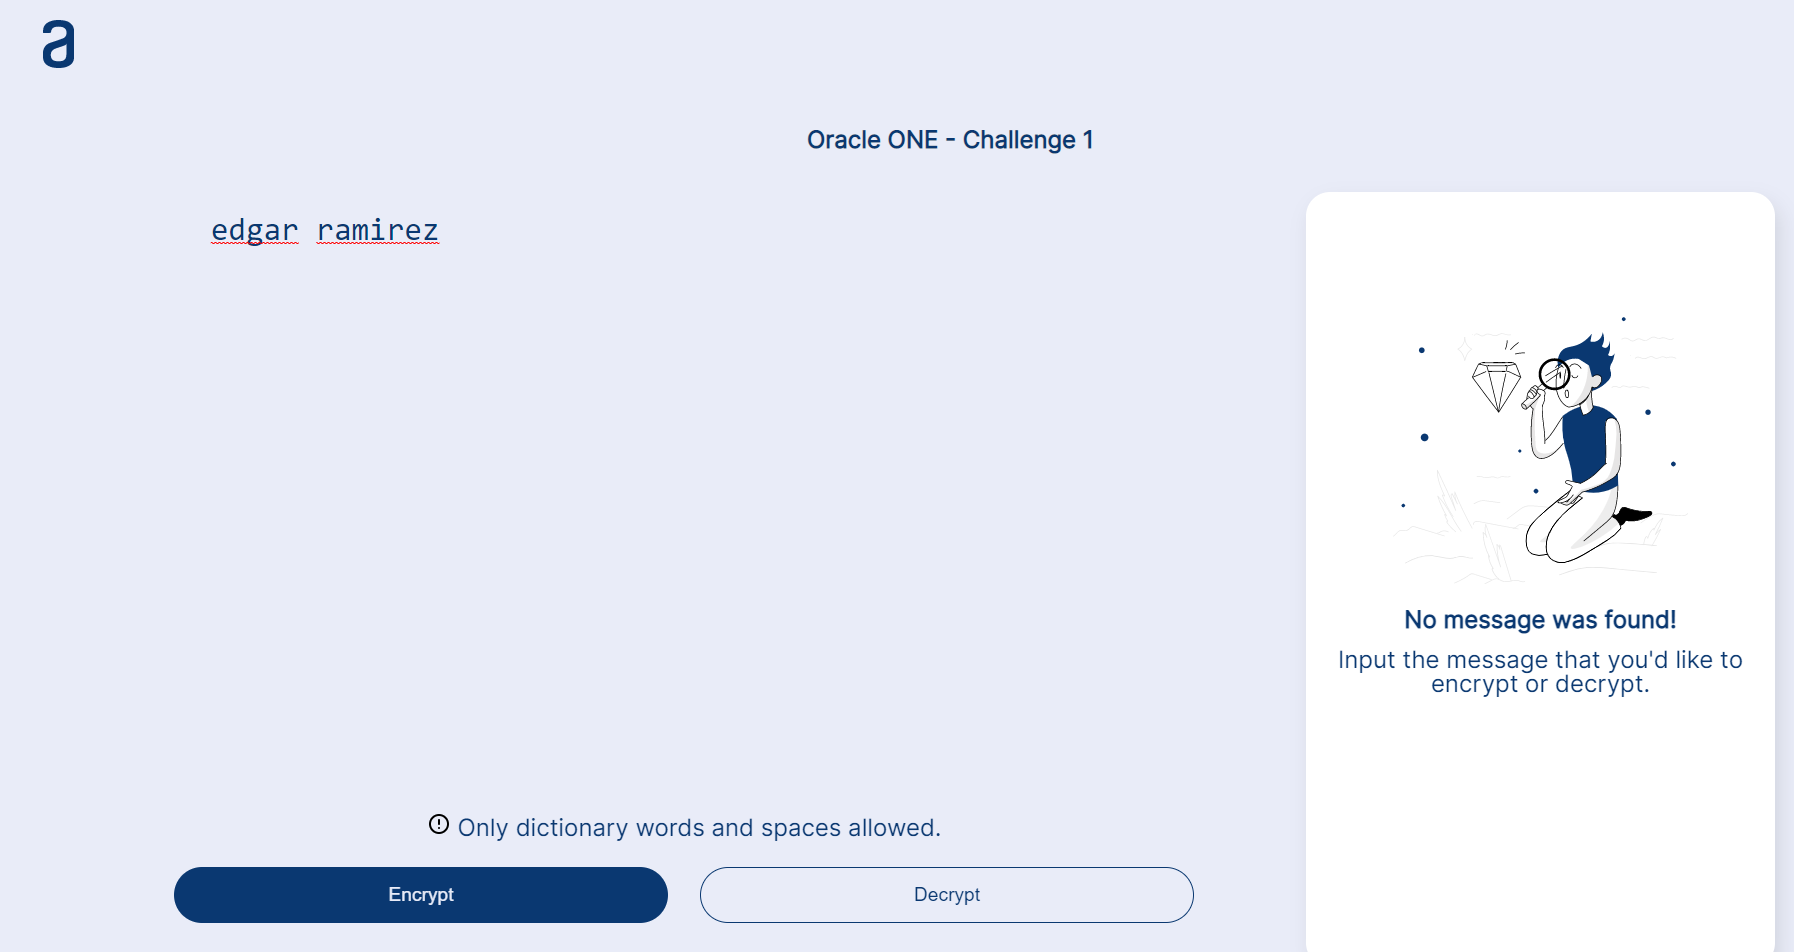 a
Oracle ONE - Challenge 1
edgar ramirez
No message was found!
Input the message that you'd like to
encrypt or decrypt.
Only dictionary words and spaces allowed.
Encrypt
Decrypt